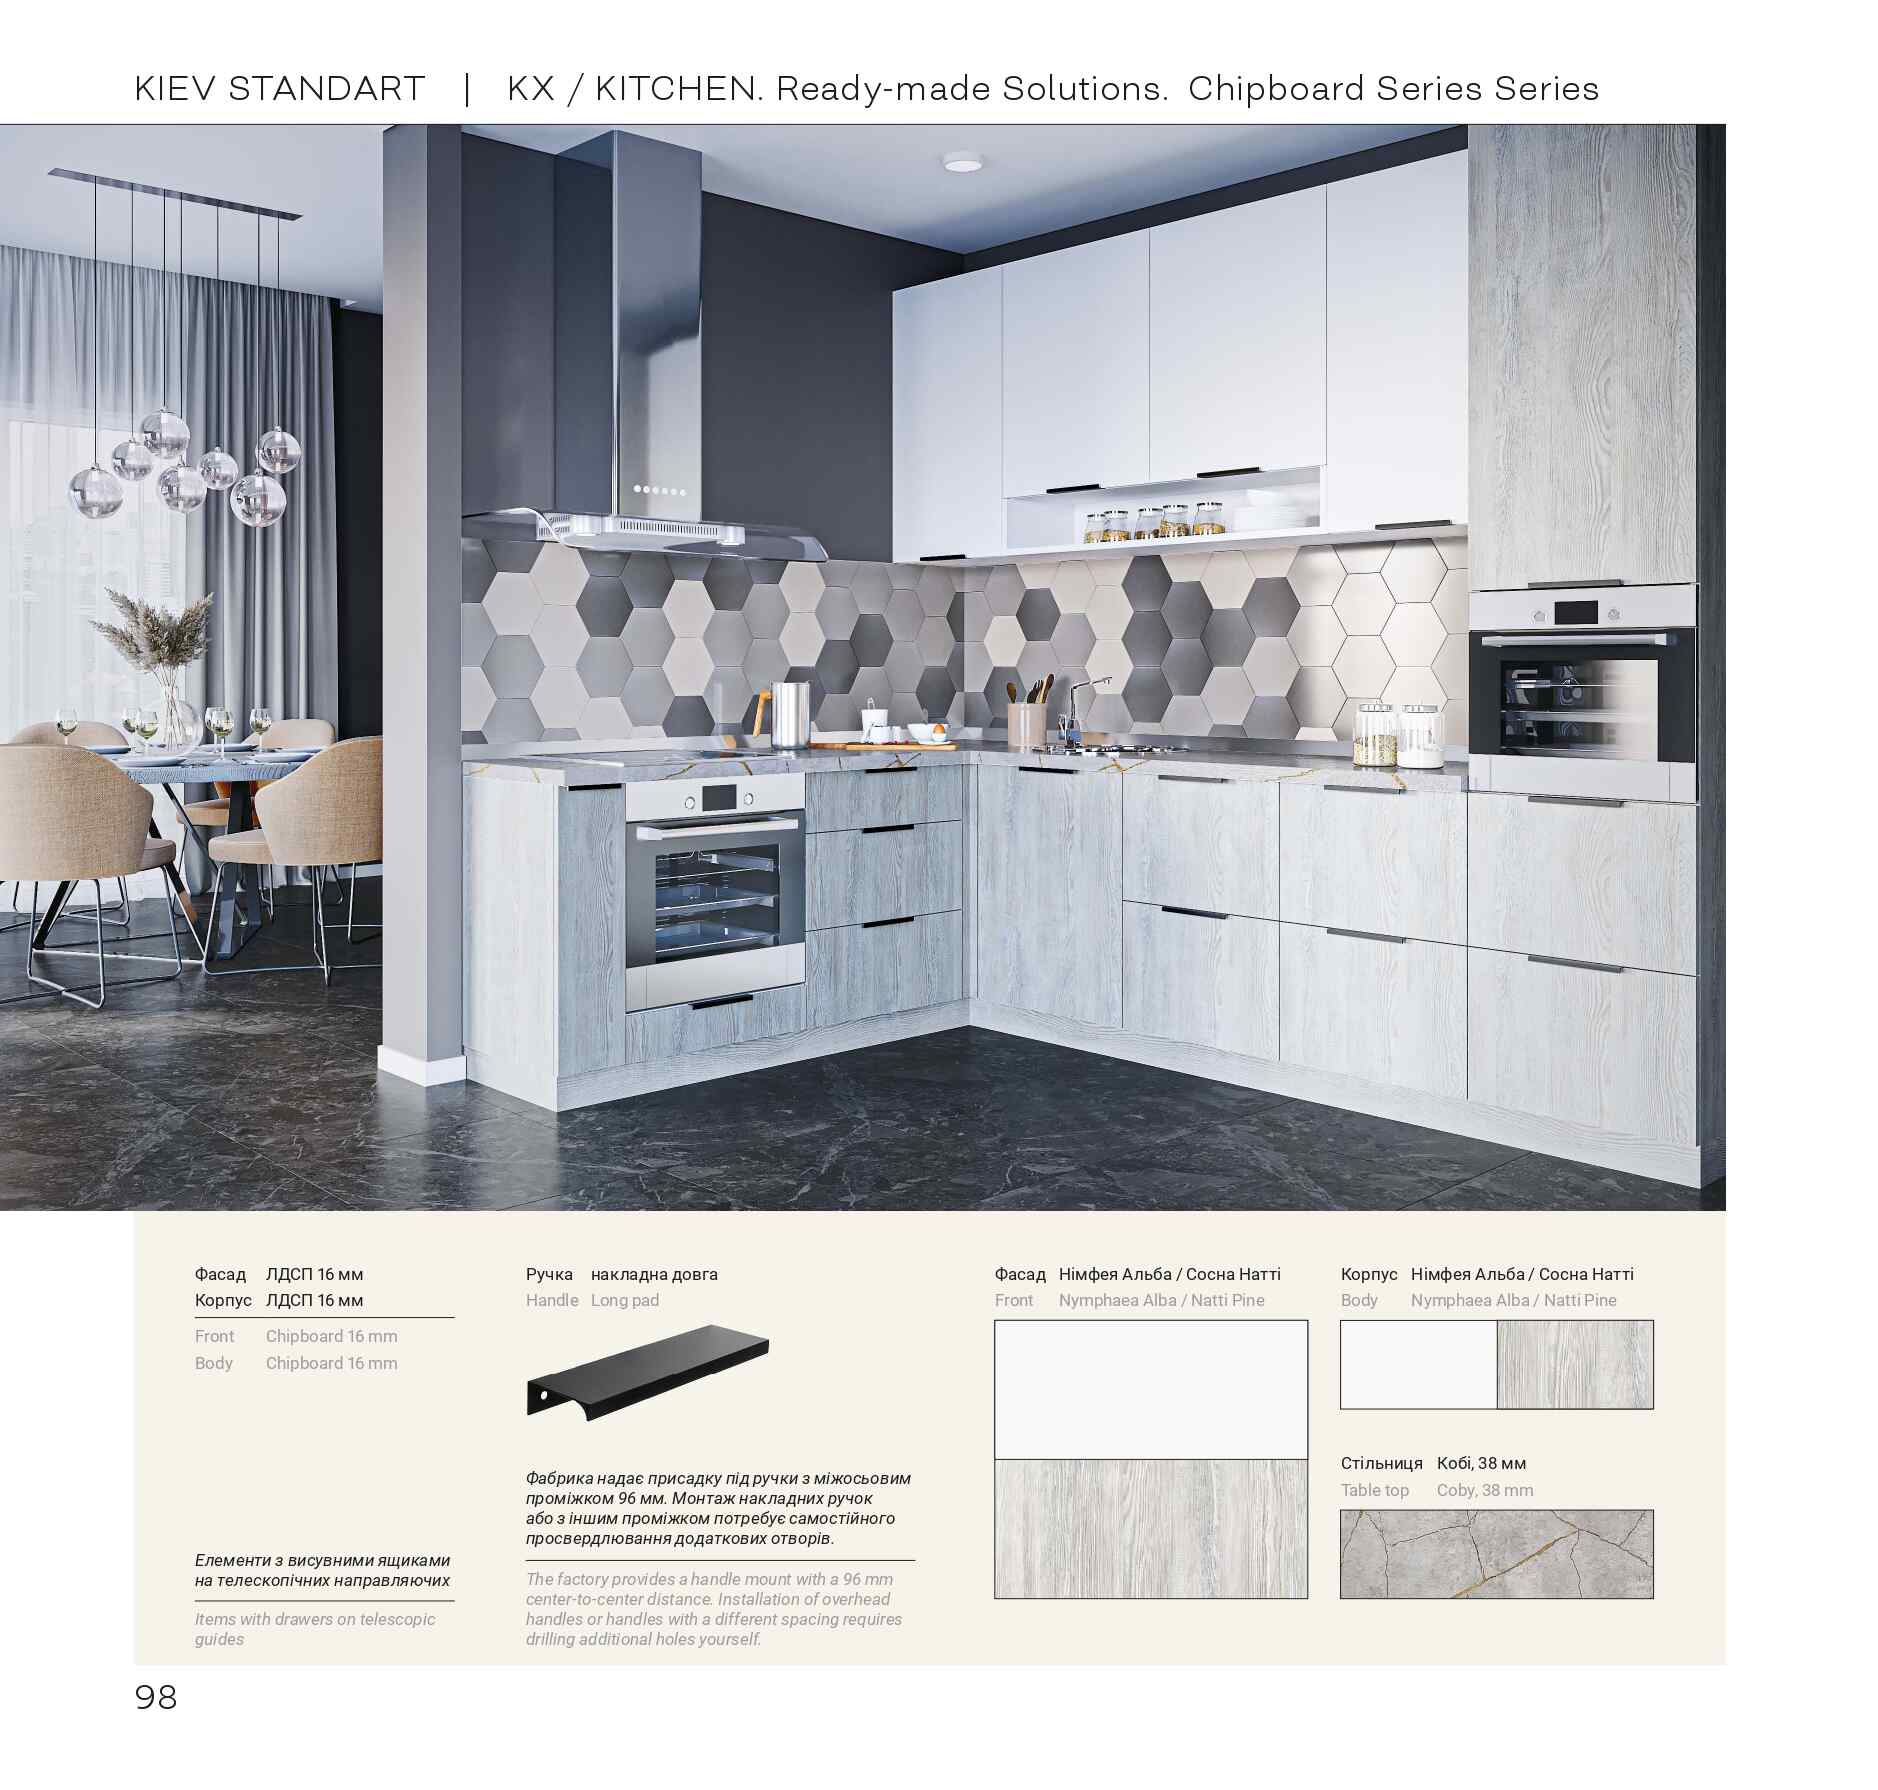 KIEV STANDART | KX / KITCHEN. Ready-made Solutions. Chipboard Series Series
Фасад ЛДСП 16 мм
Корпус ЛДСП 16 мм
Front Chipboard 16 mm
Body Chipboard 16 mm
Елементи з висувними ящиками
на телескопічних направляючих
Items with drawers on telescopic
guides
Ручка накладна довга
Handle Long pad
Фабрика надає присадку під ручки з міжосьовим
проміжком 96 мм. Монтаж накладних ручок
або з іншим проміжком потребує самостійного
просвердлювання додаткових отворів.
The factory provides a handle mount with a 96 mm
center-to-center distance. Installation of overhead
handles or handles with a different spacing requires
drilling additional holes yourself.
Фасад Німфея Альба / Сосна Натті
Front Nymphaea Alba / Natti Pine
Корпус Німфея Альба / Сосна Натті
Body Nymphaea Alba / Natti Pine
Стільниця Кобі, 38 мм
Table top Coby, 38 mm
98